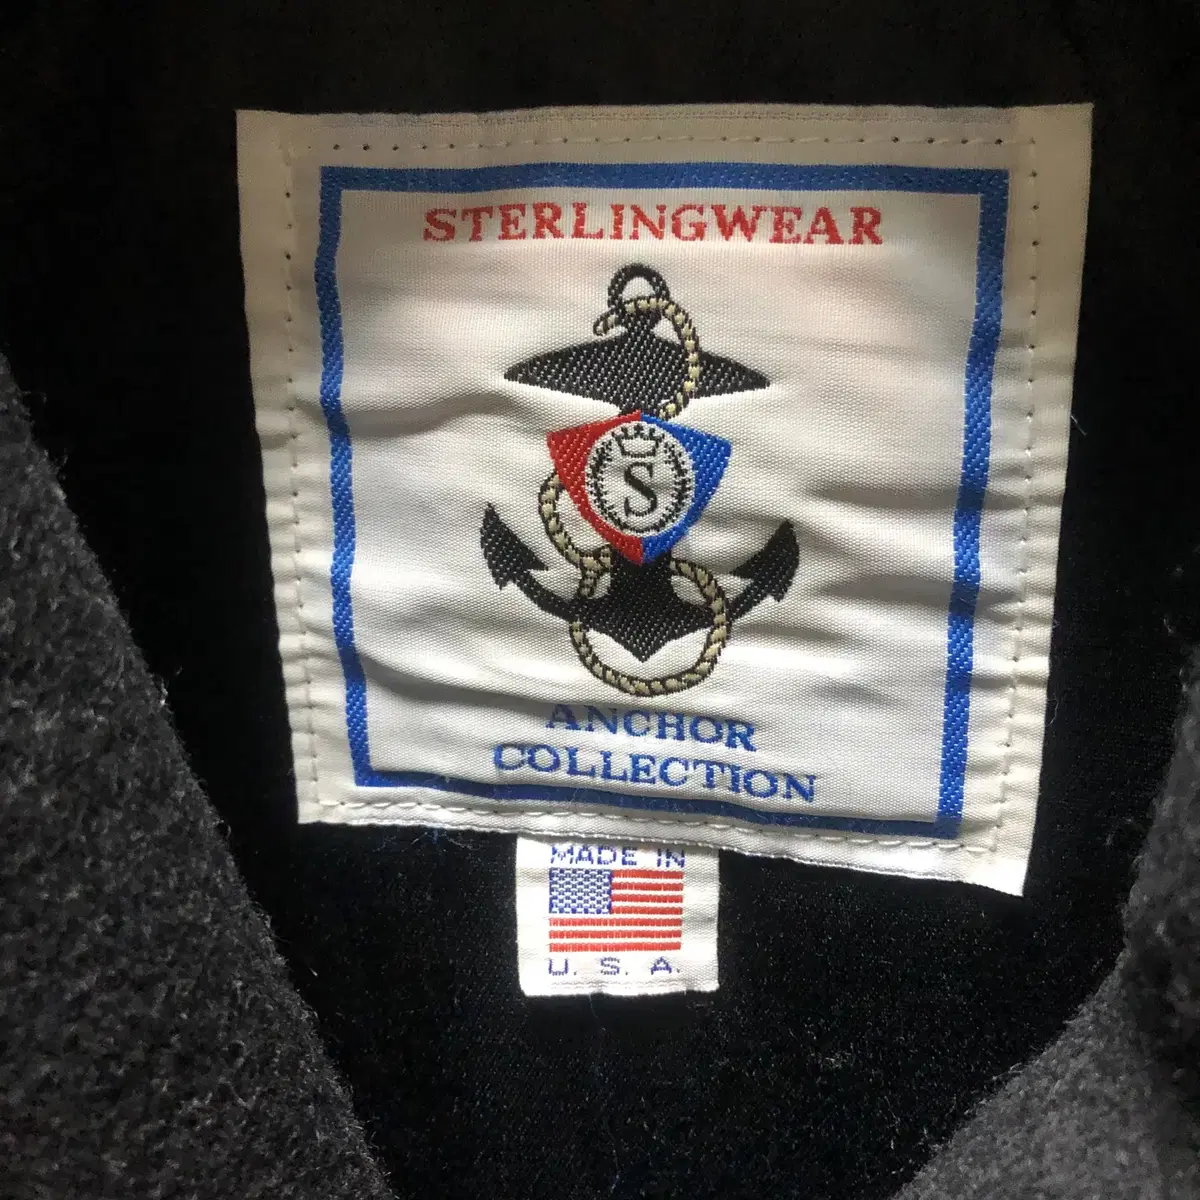 STERLINGWEAR
S
ANCHOR
COLLECTION
MADE IN
U. S. A.